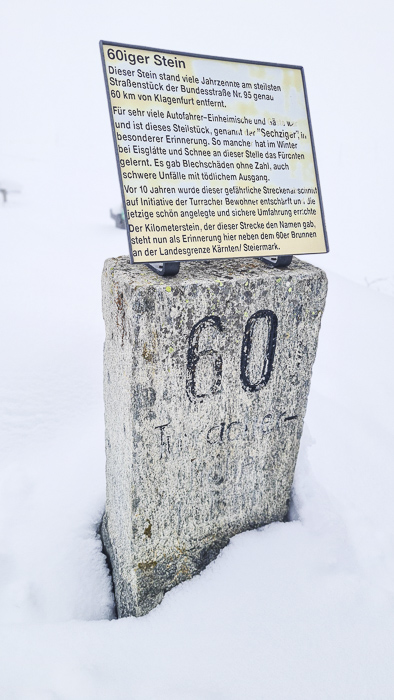 60iger Stein
Dieser Stein stand viele Jahrzennte am steilsten
Straßenstück der Bundesstraße Nr. 95 genau
60 km von Klagenfurt entfernt.
Für sehr viele Autofahrer-Einheimische und
und ist dieses Steilstück, genannt der "Sechziger", in
besonderer Erinnerung. So mancher hat im Winter
bei Eisglätte und Schnee an dieser Stelle das Fürchten
gelernt. Es gab Blechschäden ohne Zahl, auch
schwere Unfälle mit tödlichem Ausgang.
Vor 10 Jahren wurde dieser gefährliche Streckenabschnitt
auf Initiative der Turracher Bewohner entschärft und die
jetzige schön angelegte und sichere Umfahrung errichtet
Der Kilometerstein, der dieser Strecke den Namen gab,
steht nun als Erinnerung hier neben dem 60er Brunnen
an der Landesgrenze Kärnten/ Steiermark.
60